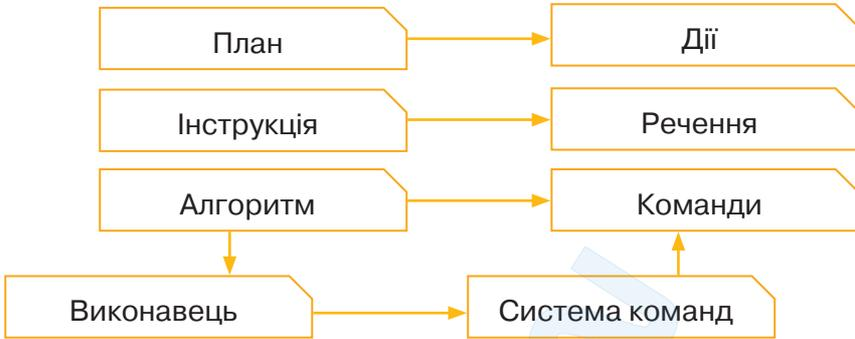 План
Дії
Інструкція
Речення
Алгоритм
Команди
Виконавець
Система команд